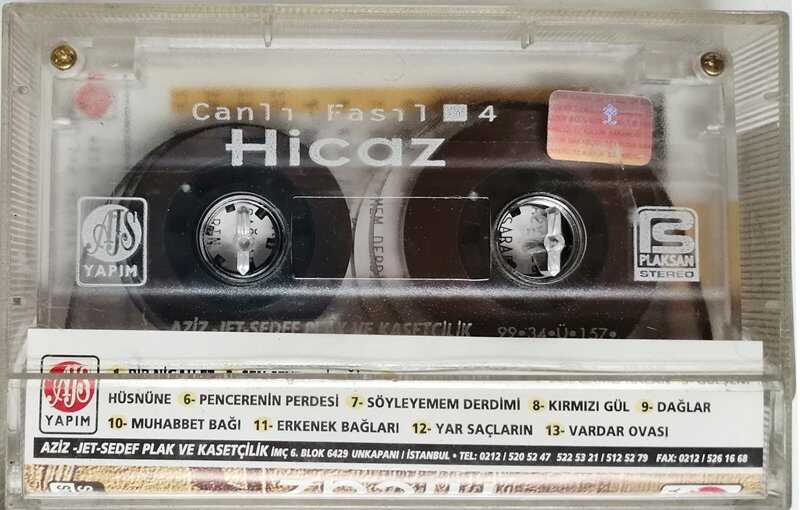 Canlı Fasıl 4
Hicaz
AJS
YAPIM
PLAKSAN
STEREO
AZİZ -JET-SEDEF PLAK VE KASETÇİLİK 99•34•Ü•157•
AJS
YAPIM
HÜSNÜNE 6- PENCERENİN PERDESİ 7- SÖYLEYEMEM DERDİMİ 8- KIRMIZI GÜL 9- DAĞLAR
10- MUHABBET BAĞI 11- ERKENEK BAĞLARI 12- YAR SAÇLARIN 13- VARDAR OVASI
AZİZ -JET-SEDEF PLAK VE KASETÇİLİK İMÇ 6. BLOK 6429 UNKAPANI / İSTANBUL • TEL: 0212 / 520 52 47 522 53 21 / 512 52 79 FAX: 0212 / 526 16 68